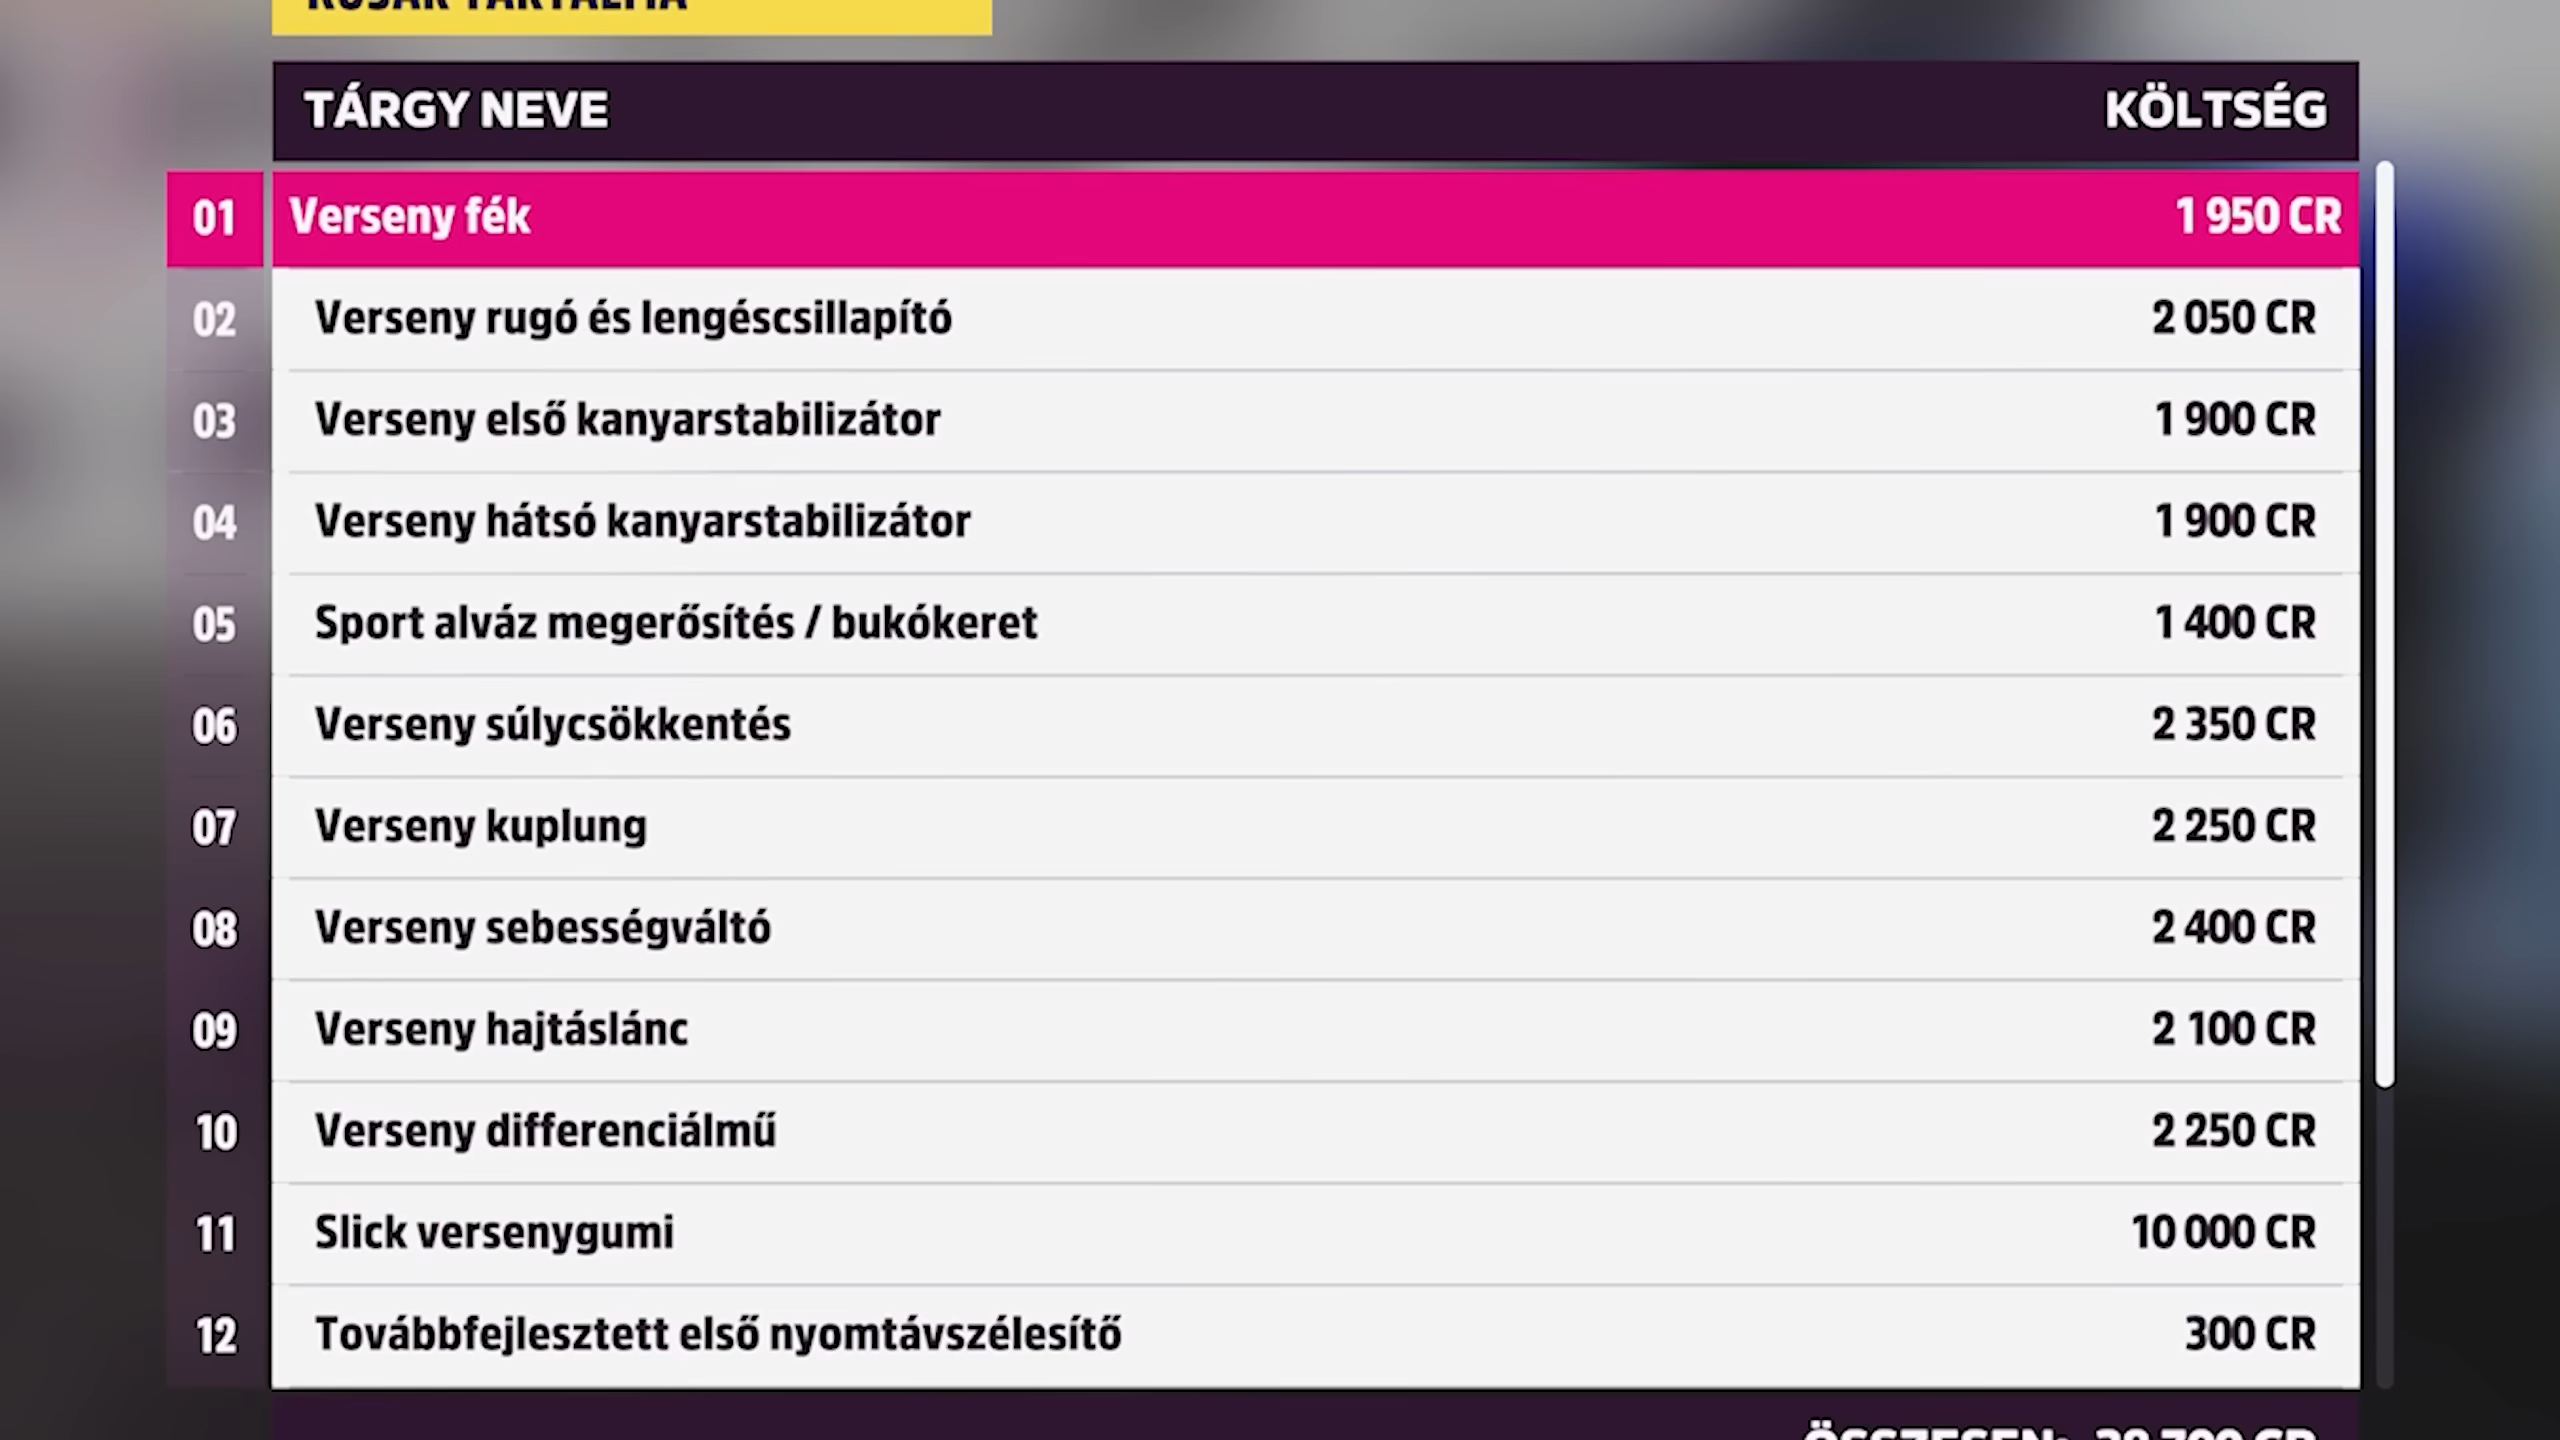 KOSÁR TARTALMA
TÁRGY NEVE KÖLTSÉG
01 Verseny fék 1 950 CR
02 Verseny rugó és lengéscsillapító 2 050 CR
03 Verseny első kanyarstabilizátor 1 900 CR
04 Verseny hátsó kanyarstabilizátor 1 900 CR
05 Sport alváz megerősítés / bukókeret 1 400 CR
06 Verseny súlycsökkentés 2 350 CR
07 Verseny kuplung 2 250 CR
08 Verseny sebességváltó 2 400 CR
09 Verseny hajtáslánc 2 100 CR
10 Verseny differenciálmű 2 250 CR
11 Slick versenygumi 10 000 CR
12 Továbbfejlesztett első nyomtávszélesítő 300 CR
ÖSSZESEN: CR